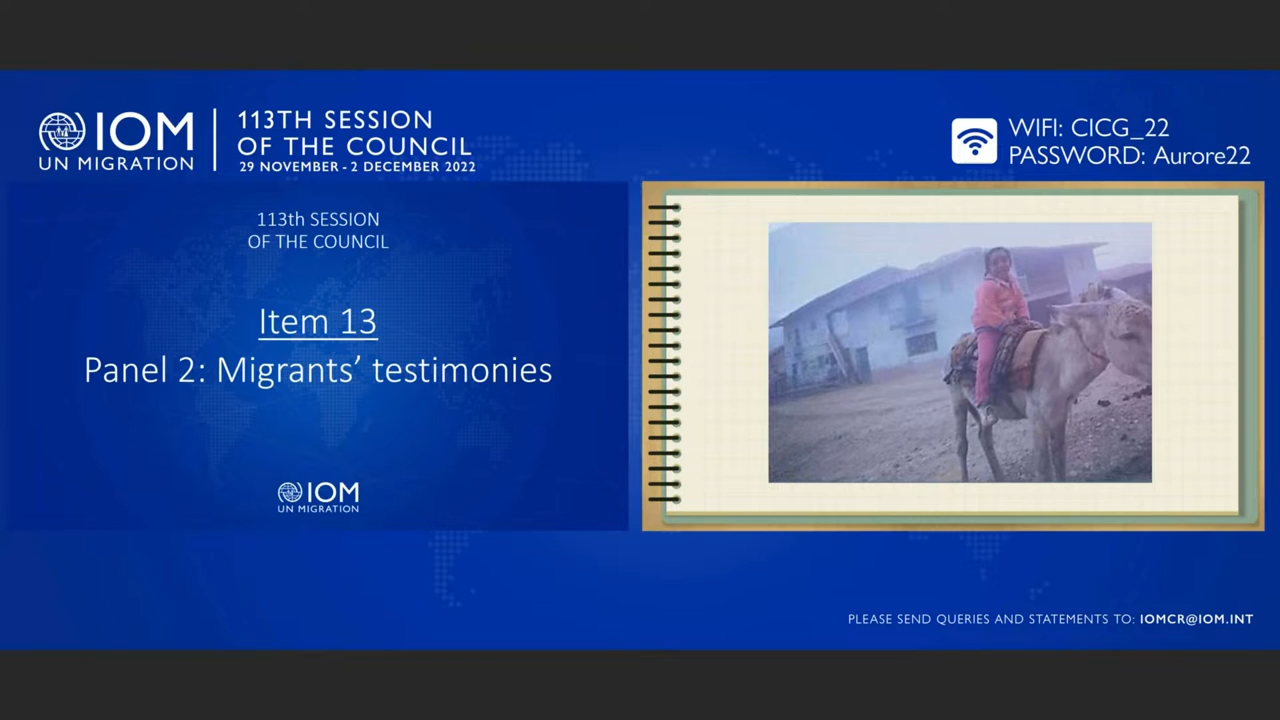 IOM
UN MIGRATION
113TH SESSION
OF THE COUNCIL
29 NOVEMBER - 2 DECEMBER 2022
WIFI: CICG_22
PASSWORD: Aurore22
113th SESSION
OF THE COUNCIL
Item 13
Panel 2: Migrants’ testimonies
IOM
UN MIGRATION
PLEASE SEND QUERIES AND STATEMENTS TO: IOMCR@IOM.INT